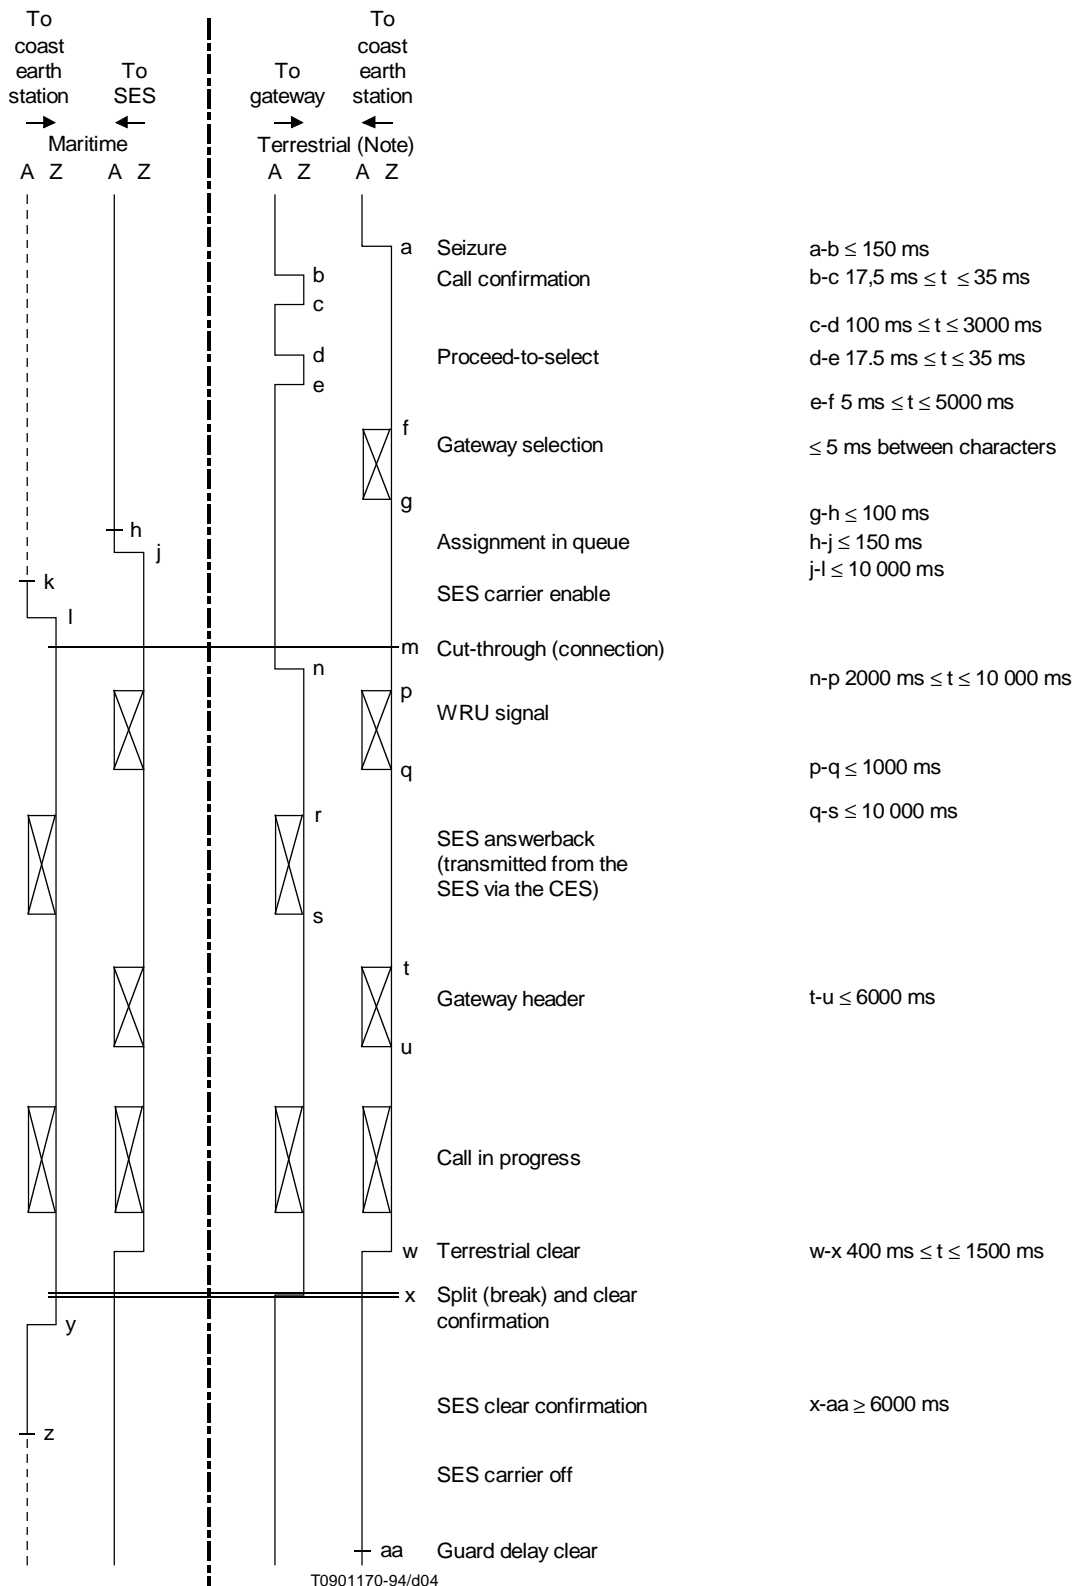 To
coast
earth
station
To
SES
To
gateway
To
coast
earth
station
Maritime
Terrestrial (Note)
A Z A Z A Z A Z
a Seizure a-b ≤ 150 ms
b Call confirmation b-c 17,5 ms ≤ t ≤ 35 ms
c
c-d 100 ms ≤ t ≤ 3000 ms
d Proceed-to-select d-e 17.5 ms ≤ t ≤ 35 ms
e
e-f 5 ms ≤ t ≤ 5000 ms
f
Gateway selection ≤ 5 ms between characters
g
g-h ≤ 100 ms
h
Assignment in queue h-j ≤ 150 ms
j
j-l ≤ 10 000 ms
k
SES carrier enable
l
m Cut-through (connection)
n
n-p 2000 ms ≤ t ≤ 10 000 ms
p
WRU signal
q p-q ≤ 1000 ms
r q-s ≤ 10 000 ms
SES answerback
(transmitted from the
SES via the CES)
s
t
Gateway header t-u ≤ 6000 ms
u
Call in progress
w Terrestrial clear w-x 400 ms ≤ t ≤ 1500 ms
x Split (break) and clear
confirmation
y
SES clear confirmation x-aa ≥ 6000 ms
z
SES carrier off
aa Guard delay clear
T0901170-94/d04